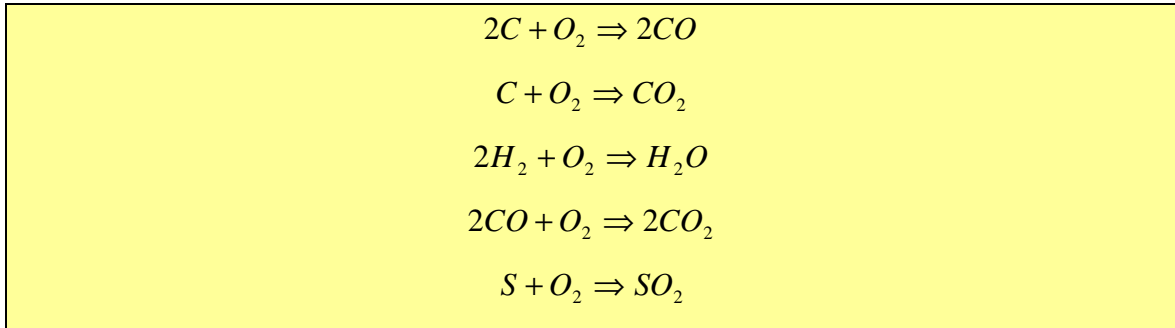 2C + O₂ ⇒ 2CO
C + O₂ ⇒ CO₂
2H₂ + O₂ ⇒ H₂O
2CO + O₂ ⇒ 2CO₂
S + O₂ ⇒ SO₂